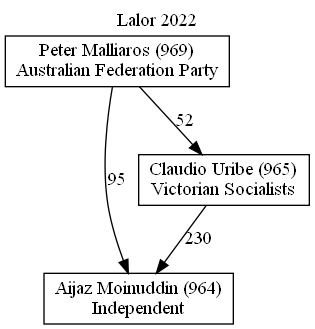 Lalor 2022
Peter Malliaros (969)
Australian Federation Party
52
Claudio Uribe (965)
Victorian Socialists
95
230
Aijaz Moinuddin (964)
Independent